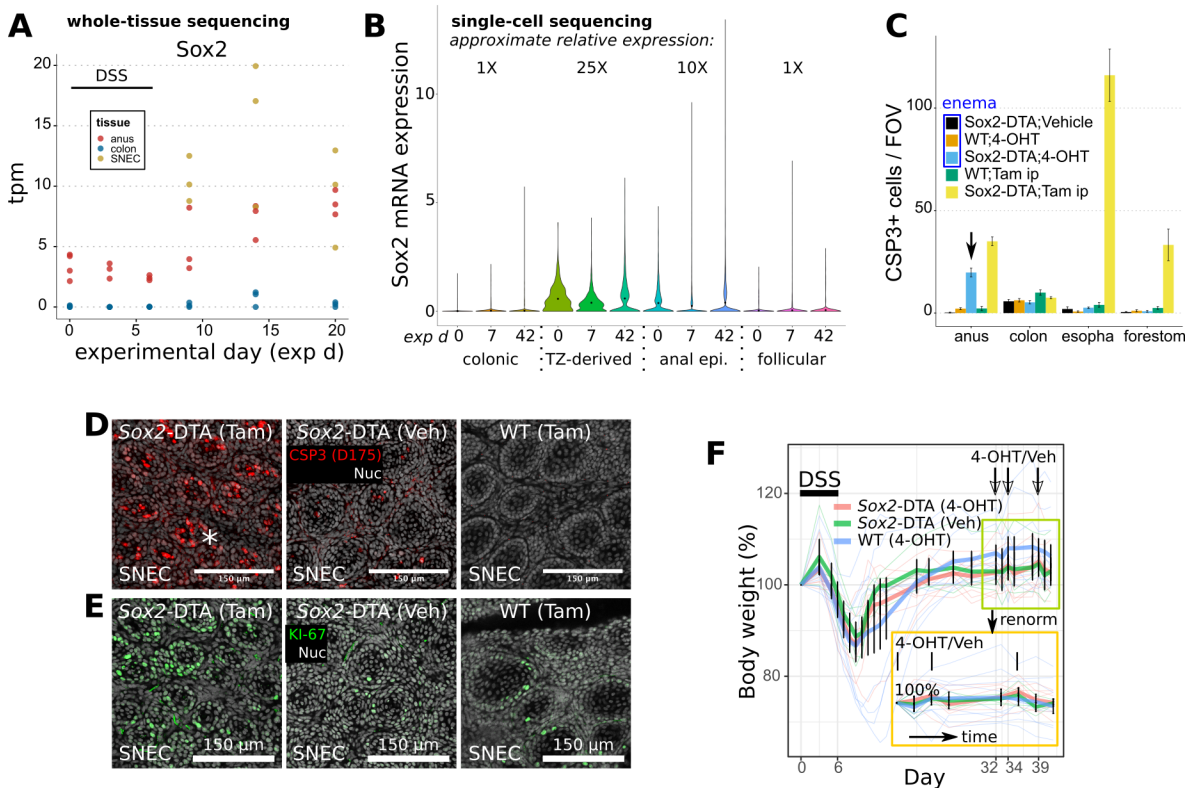 A
whole-tissue sequencing
Sox2
20
15
10
5
0
tpm
DSS
tissue
anus
colon
SNEC
0
5
10
15
20
experimental day (exp d)
B
single-cell sequencing
approximate relative expression:
1X
25X
10X
1X
Sox2 mRNA expression
10
5
0
exp d
0 7 42 0 7 42 0 7 42 0 7 42
colonic
TZ-derived
anal epi.
follicular
C
CSP3+ cells / FOV
100
50
0
enema
Sox2-DTA;Vehicle
WT;4-OHT
Sox2-DTA;4-OHT
WT;Tam ip
Sox2-DTA;Tam ip
anus
colon
esopha
forestom
D
Sox2-DTA (Tam)
SNEC
*
150 µm
Sox2-DTA (Veh)
CSP3 (D175)
Nuc
SNEC
150 µm
WT (Tam)
SNEC
150 µm
E
Sox2-DTA (Tam)
SNEC
150 µm
Sox2-DTA (Veh)
KI-67
Nuc
SNEC
150 µm
WT (Tam)
SNEC
150 µm
F
Body weight (%)
120
100
80
DSS
4-OHT/Veh
Sox2-DTA (4-OHT)
Sox2-DTA (Veh)
WT (4-OHT)
renorm
4-OHT/Veh
100%
time
0
6
32
34
39
Day